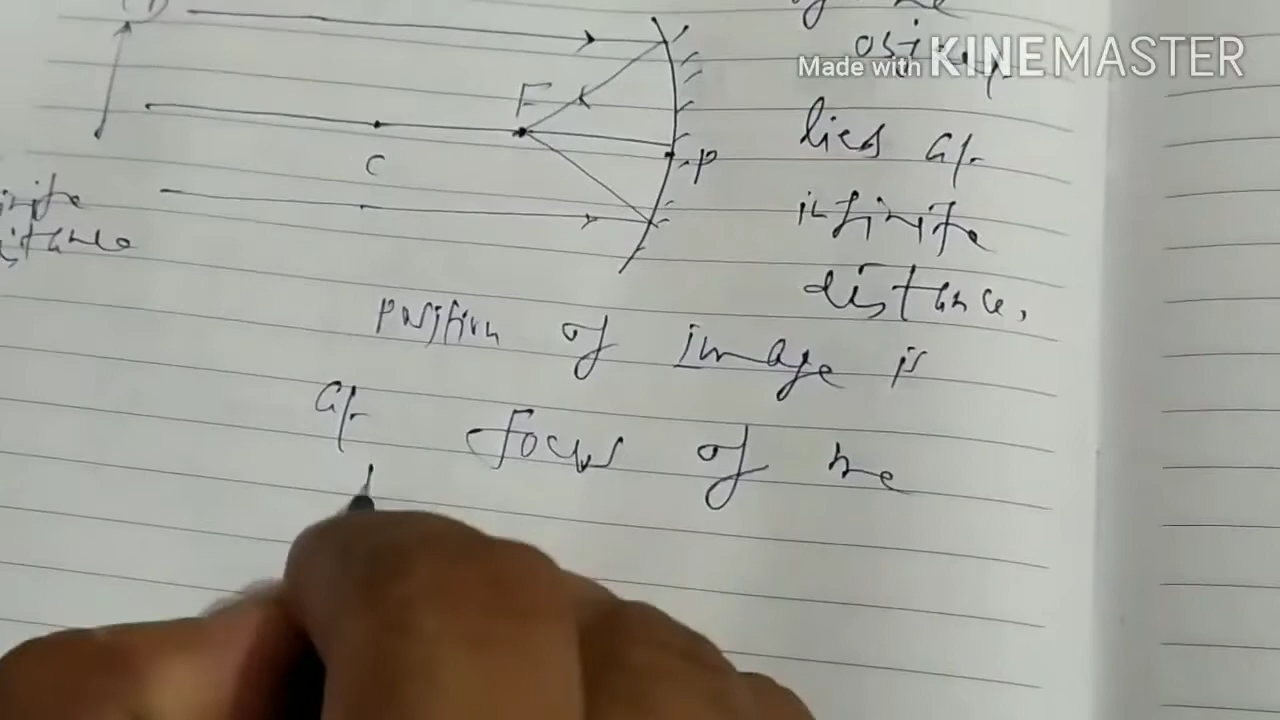 Made with KINEMASTER
F
lies at
P
C
infinite
distance,
position of image is
at focus of the